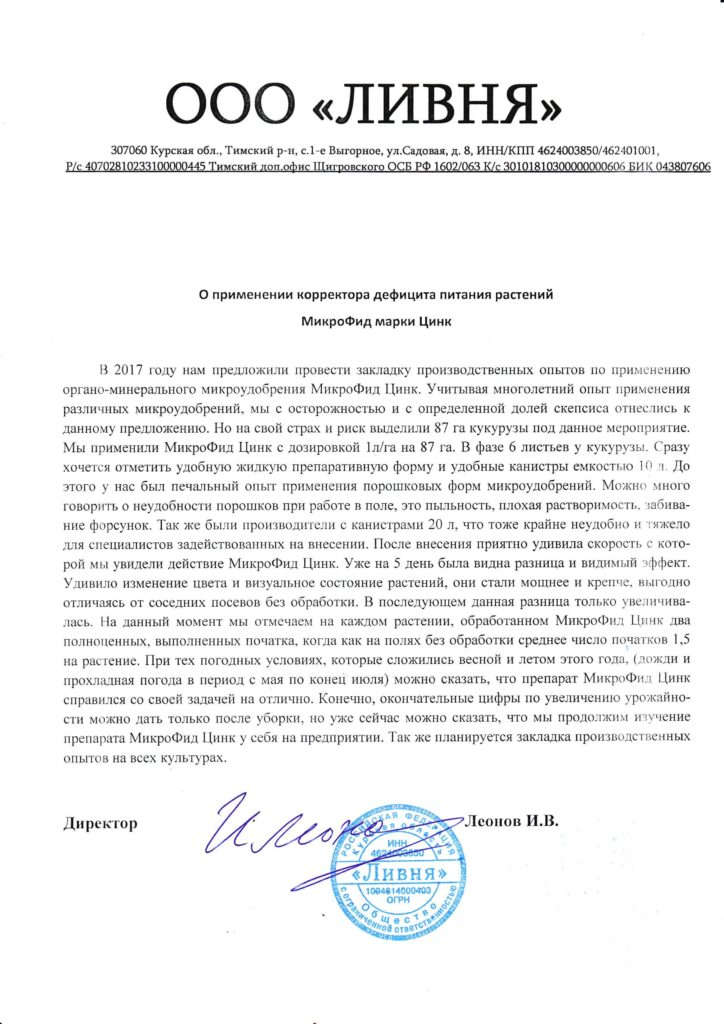 ООО «ЛИВНЯ»
307060 Курская обл., Тимский р-н, с.1-е Выгорное, ул.Садовая, д. 8, ИНН/КПП 4624003850/462401001,
Р/с 40702810233100000445 Тимский доп.офис Щигровского ОСБ РФ 1602/063 К/с 30101810300000000606 БИК 043807606
О применении корректора дефицита питания растений
МикроФид марки Цинк
В 2017 году нам предложили провести закладку производственных опытов по применению
органо-минерального микроудобрения МикроФид Цинк. Учитывая многолетний опыт применения
различных микроудобрений, мы с осторожностью и с определенной долей скепсиса отнеслись к
данному предложению. Но на свой страх и риск выделили 87 га кукурузы под данное мероприятие.
Мы применили МикроФид Цинк с дозировкой 1л/га на 87 га. В фазе 6 листьев у кукурузы. Сразу
хочется отметить удобную жидкую препаративную форму и удобные канистры емкостью 10 л. До
этого у нас был печальный опыт применения порошковых форм микроудобрений. Можно много
говорить о неудобности порошков при работе в поле, это пыльность, плохая растворимость, забива-
ние форсунок. Так же были производители с канистрами 20 л, что тоже крайне неудобно и тяжело
для специалистов задействованных на внесении. После внесения приятно удивила скорость с кото-
рой мы увидели действие МикроФид Цинк. Уже на 5 день была видна разница и видимый эффект.
Удивило изменение цвета и визуальное состояние растений, они стали мощнее и крепче, выгодно
отличаясь от соседних посевов без обработки. В последующем данная разница только увеличива-
лась. На данный момент мы отмечаем на каждом растении, обработанном МикроФид Цинк два
полноценных, выполненных початка, когда как на полях без обработки среднее число початков 1,5
на растение. При тех погодных условиях, которые сложились весной и летом этого года, (дожди и
прохладная погода в период с мая по конец июля) можно сказать, что препарат МикроФид Цинк
справился со своей задачей на отлично. Конечно, окончательные цифры по увеличению урожайно-
сти можно дать только после уборки, но уже сейчас можно сказать, что мы продолжим изучение
препарата МикроФид Цинк у себя на предприятии. Так же планируется закладка производственных
опытов на всех культурах.
Директор Леонов И.В.
РОССИЙСКАЯ ФЕДЕРАЦИЯ
Курская область
ИНН
4624003850
«Ливня»
1084614000403
ОГРН
Общество
с ограниченной ответственностью